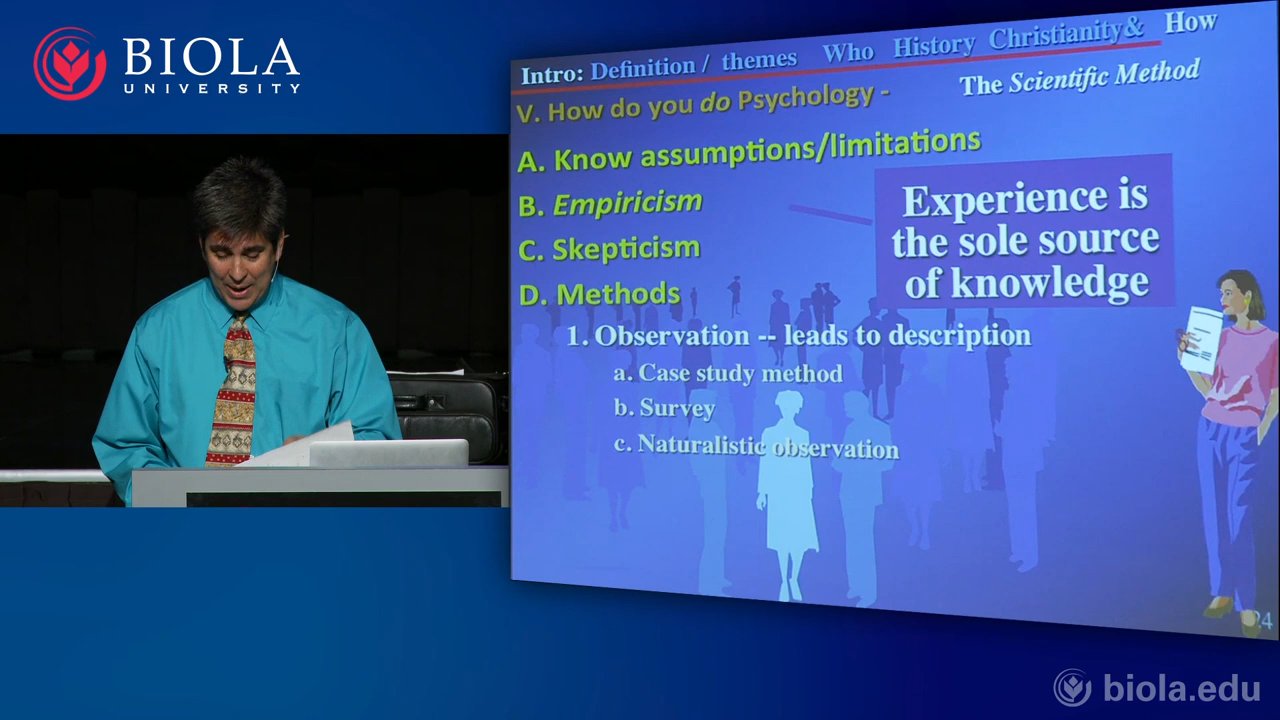 BIOLA
UNIVERSITY
Intro: Definition / themes Who History Christianity& How
The Scientific Method
V. How do you do Psychology -
A. Know assumptions/limitations
B. Empiricism
C. Skepticism
D. Methods
Experience is
the sole source
of knowledge
1. Observation -- leads to description
a. Case study method
b. Survey
c. Naturalistic observation
24
biola.edu